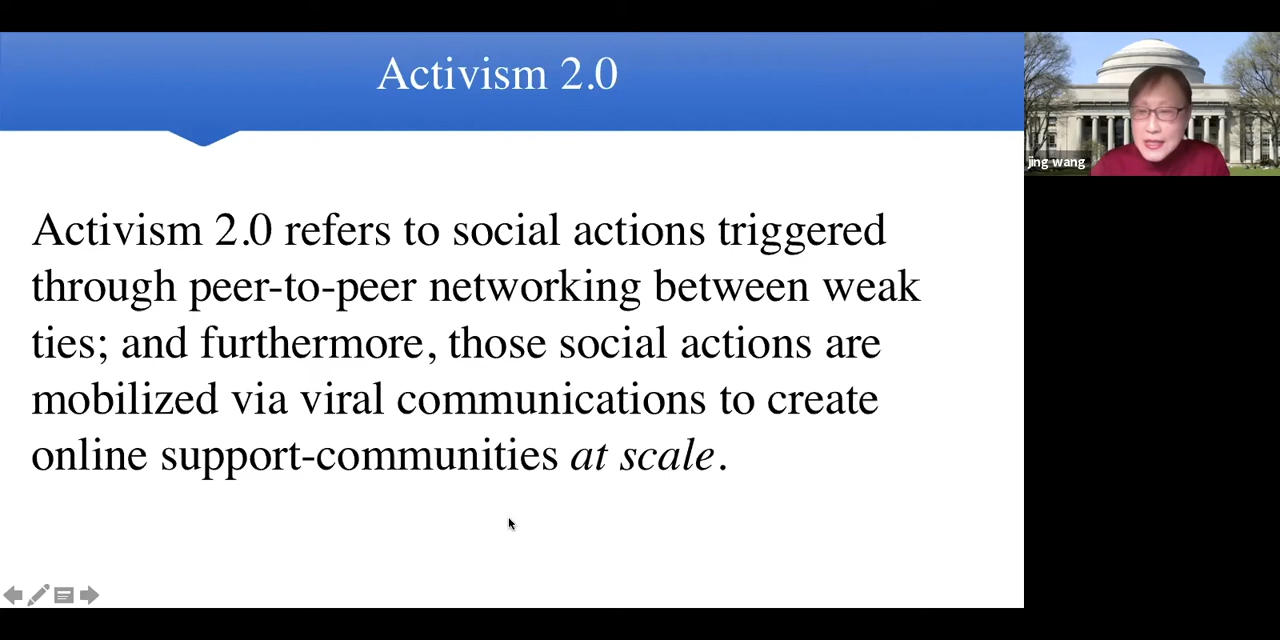 Activism 2.0
Activism 2.0 refers to social actions triggered
through peer-to-peer networking between weak
ties; and furthermore, those social actions are
mobilized via viral communications to create
online support-communities at scale.
jing wang